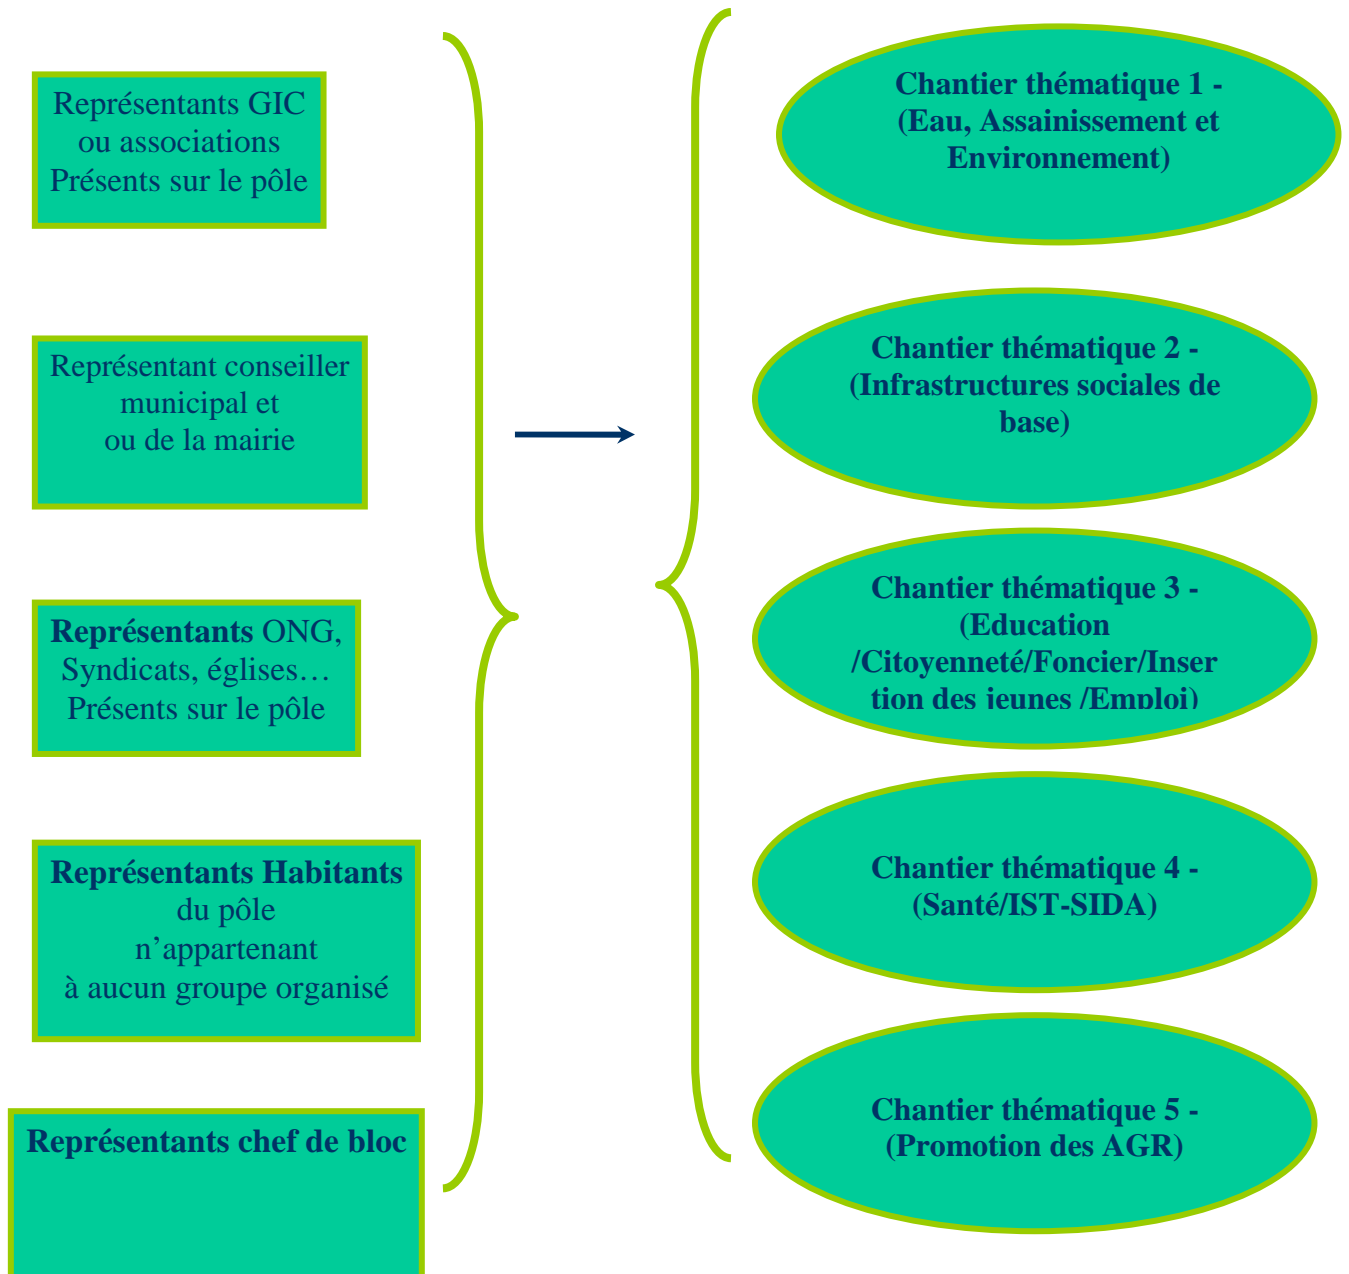 Représentants GIC
ou associations
Présents sur le pôle
Représentant conseiller
municipal et
ou de la mairie
Représentants ONG,
Syndicats, églises…
Présents sur le pôle
Représentants Habitants
du pôle
n’appartenant
à aucun groupe organisé
Représentants chef de bloc
Chantier thématique 1 -
(Eau, Assainissement et
Environnement)
Chantier thématique 2 -
(Infrastructures sociales de
base)
Chantier thématique 3 -
(Education
/Citoyenneté/Foncier/Inser
tion des jeunes /Emploi)
Chantier thématique 4 -
(Santé/IST-SIDA)
Chantier thématique 5 -
(Promotion des AGR)